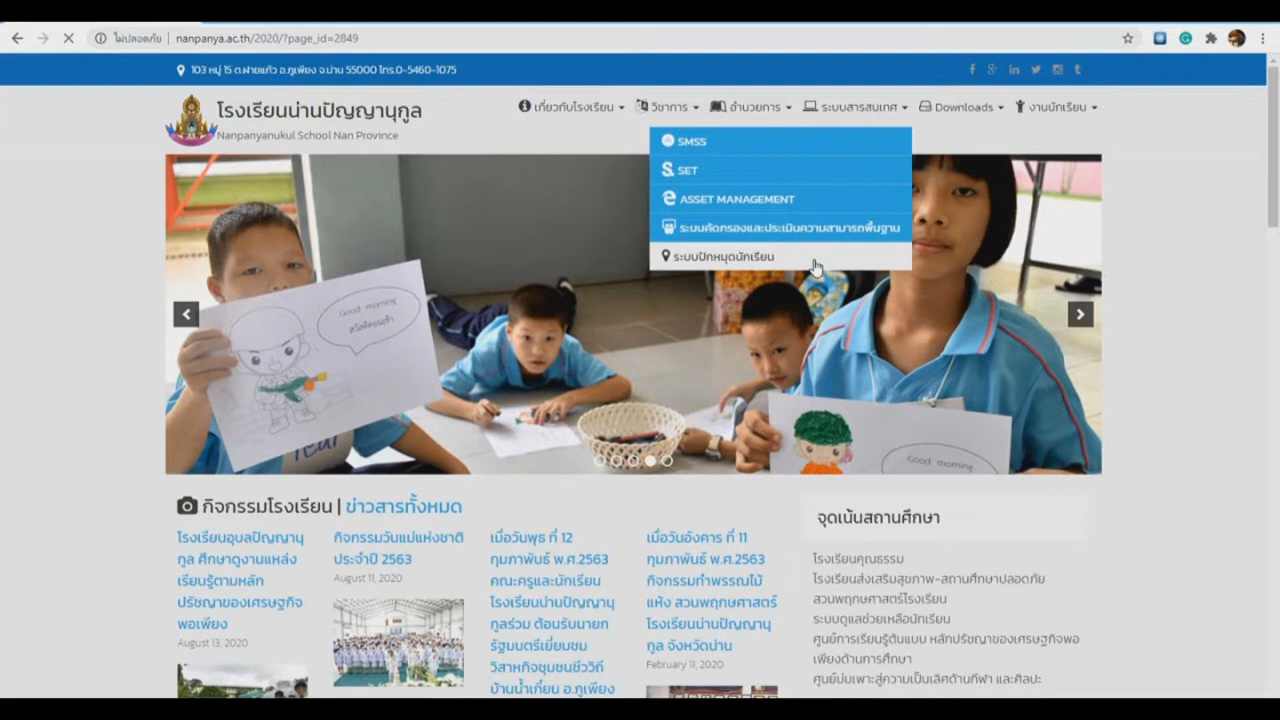 ไม่ปลอดภัย | nanpanya.ac.th/2020/?page_id=2849
103 หมู่ 15 ต.ฝายแก้ว อ.ภูเพียง จ.น่าน 55000 โทร.0-5460-1075
โรงเรียนน่านปัญญานุกูล
Nanpanyanukul School Nan Province
เกี่ยวกับโรงเรียน วิชาการ อำนวยการ ระบบสารสนเทศ Downloads งานนักเรียน
SMSS
SET
ASSET MANAGEMENT
ระบบคัดกรองและประเมินความสามารถพื้นฐาน
ระบบปักหมุดนักเรียน
Good morning
สวัสดีตอนเช้า
Good morning
กิจกรรมโรงเรียน | ข่าวสารทั้งหมด
โรงเรียนอุบลปัญญานุ
กูล ศึกษาดูงานแหล่ง
เรียนรู้ตามหลัก
ปรัชญาของเศรษฐกิจ
พอเพียง
August 13, 2020
กิจกรรมวันแม่แห่งชาติ
ประจำปี 2563
August 11, 2020
เมื่อวันพุธ ที่ 12
กุมภาพันธ์ พ.ศ.2563
คณะครูและนักเรียน
โรงเรียนน่านปัญญานุ
กูลร่วม ต้อนรับนายก
รัฐมนตรีเยี่ยมชม
วิสาหกิจชุมชนชีววิถี
บ้านน้ำเกี๋ยน อ.ภูเพียง
เมื่อวันอังคาร ที่ 11
กุมภาพันธ์ พ.ศ.2563
กิจกรรมทำพรรณไม้
แห้ง สวนพฤกษศาสตร์
โรงเรียนน่านปัญญานุ
กูล จังหวัดน่าน
February 11, 2020
จุดเน้นสถานศึกษา
โรงเรียนคุณธรรม
โรงเรียนส่งเสริมสุขภาพ-สถานศึกษาปลอดภัย
สวนพฤกษศาสตร์โรงเรียน
ระบบดูแลช่วยเหลือนักเรียน
ศูนย์การเรียนรู้ต้นแบบ หลักปรัชญาของเศรษฐกิจพอ
เพียงด้านการศึกษา
ศูนย์บ่มเพาะสู่ความเป็นเลิศด้านกีฬา และศิลปะ